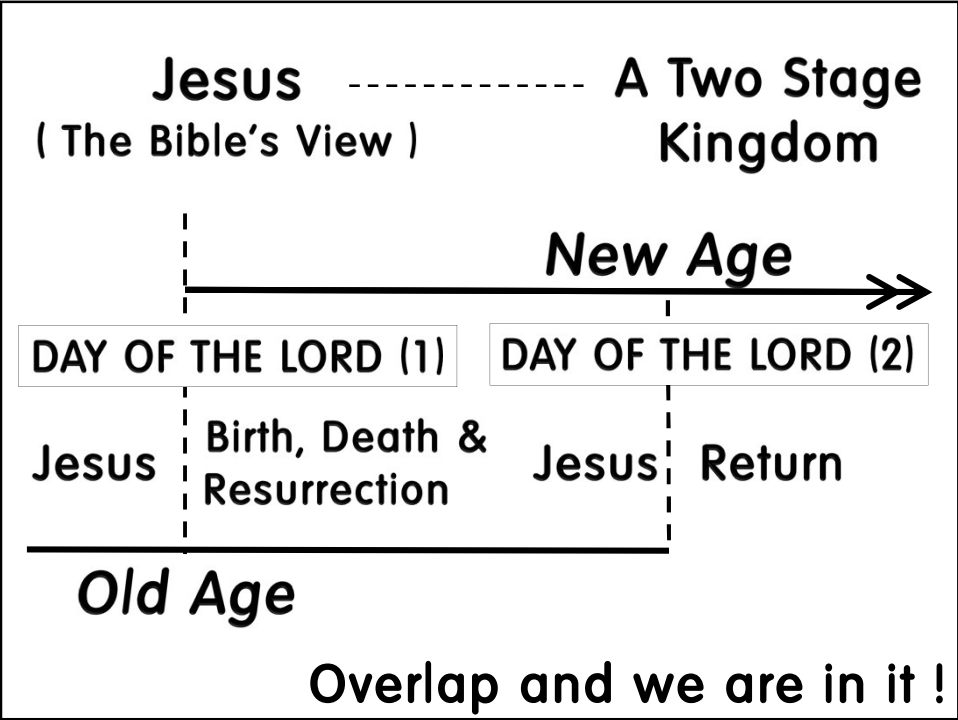 Jesus ------------- A Two Stage
( The Bible's View ) Kingdom
New Age
DAY OF THE LORD (1) DAY OF THE LORD (2)
Jesus Birth, Death &
Resurrection
Jesus Return
Old Age
Overlap and we are in it !